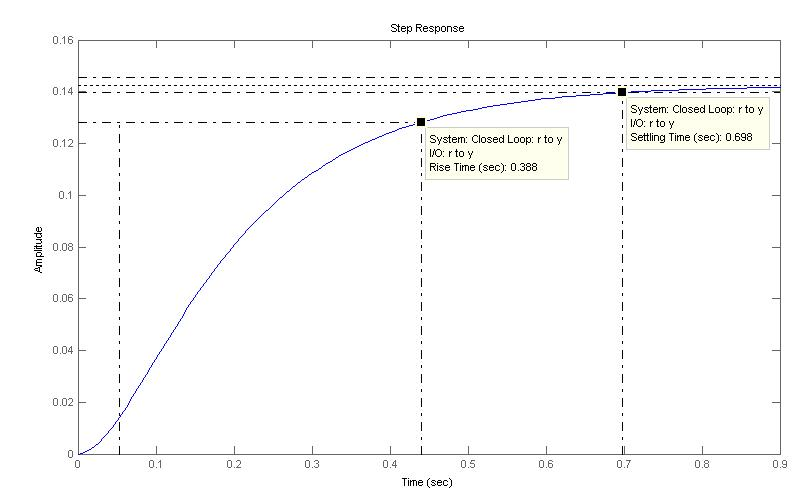 Step Response
0.16
0.14
0.12
0.1
0.08
0.06
0.04
0.02
0
Amplitude
System: Closed Loop: r to y
I/O: r to y
Rise Time (sec): 0.388
System: Closed Loop: r to y
I/O: r to y
Settling Time (sec): 0.698
0 0.1 0.2 0.3 0.4 0.5 0.6 0.7 0.8 0.9
Time (sec)